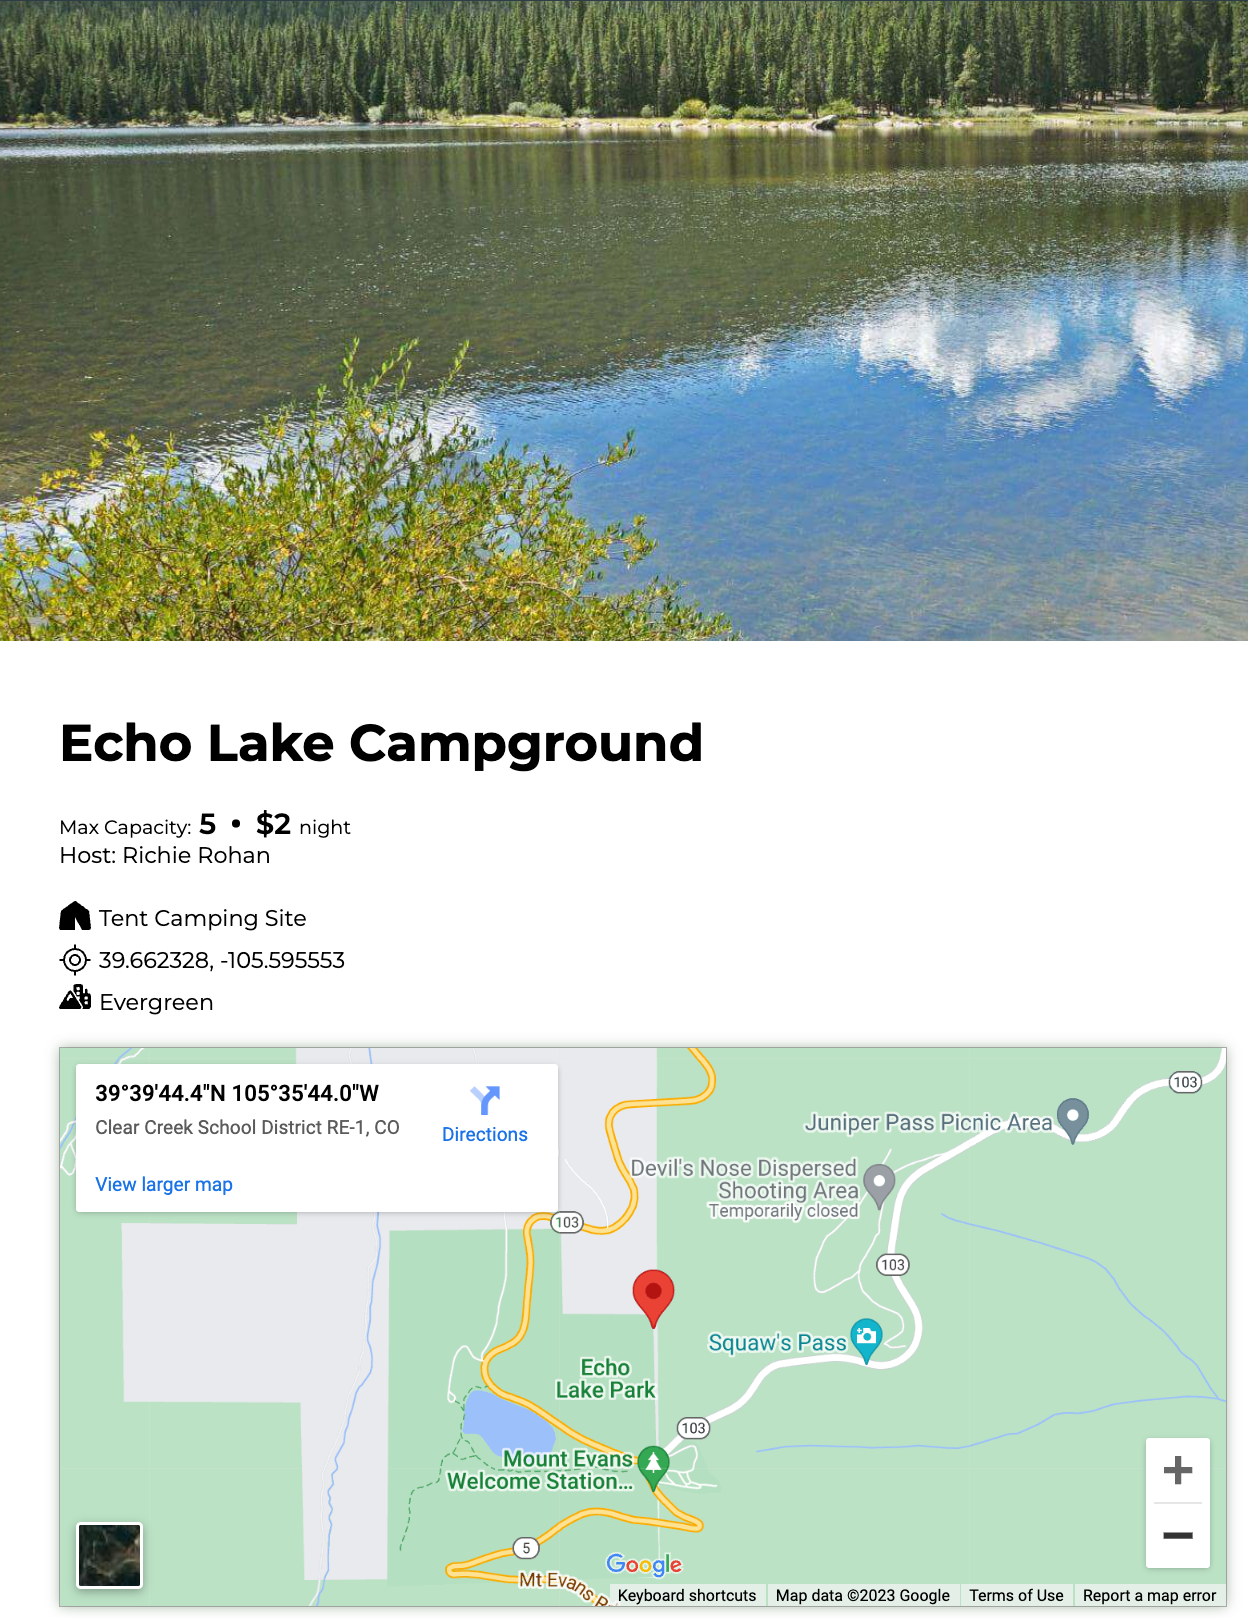 Echo Lake Campground
Max Capacity: 5 • $2 night
Host: Richie Rohan
Tent Camping Site
39.662328, -105.595553
Evergreen
39°39'44.4"N 105°35'44.0"W
Clear Creek School District RE-1, CO
Directions
View larger map
103
Juniper Pass Picnic Area
Devil's Nose Dispersed
Shooting Area
Temporarily closed
103
103
Squaw's Pass
Echo
Lake Park
103
Mount Evans
Welcome Station...
5
Google
Mt Evans
Keyboard shortcuts
Map data ©2023 Google
Terms of Use
Report a map error